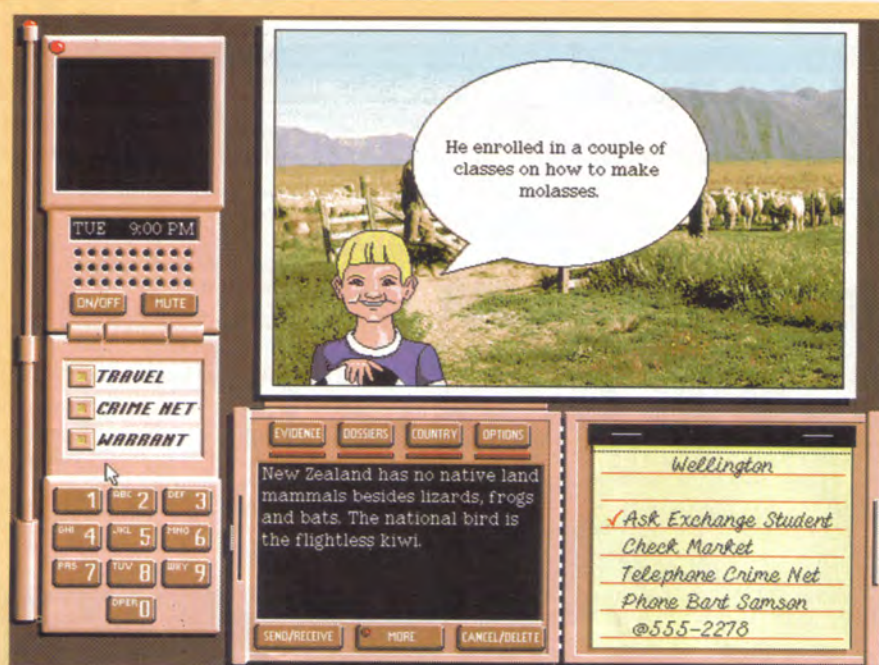 He enrolled in a couple of
classes on how to make
molasses.
TUE 9:00 PM
ON/OFF MUTE
TRAVEL
CRIME NET
WARRANT
1 ABC 2 DEF 3
GHI 4 JKL 5 MNO 6
PRS 7 TUV 8 WXY 9
OPER 0
EVIDENCE DOSSIERS COUNTRY OPTIONS
New Zealand has no native land
mammals besides lizards, frogs
and bats. The national bird is
the flightless kiwi.
SEND/RECEIVE MORE CANCEL/DELETE
Wellington
✓Ask Exchange Student
Check Market
Telephone Crime Net
Phone Bart Samson
@555-2278